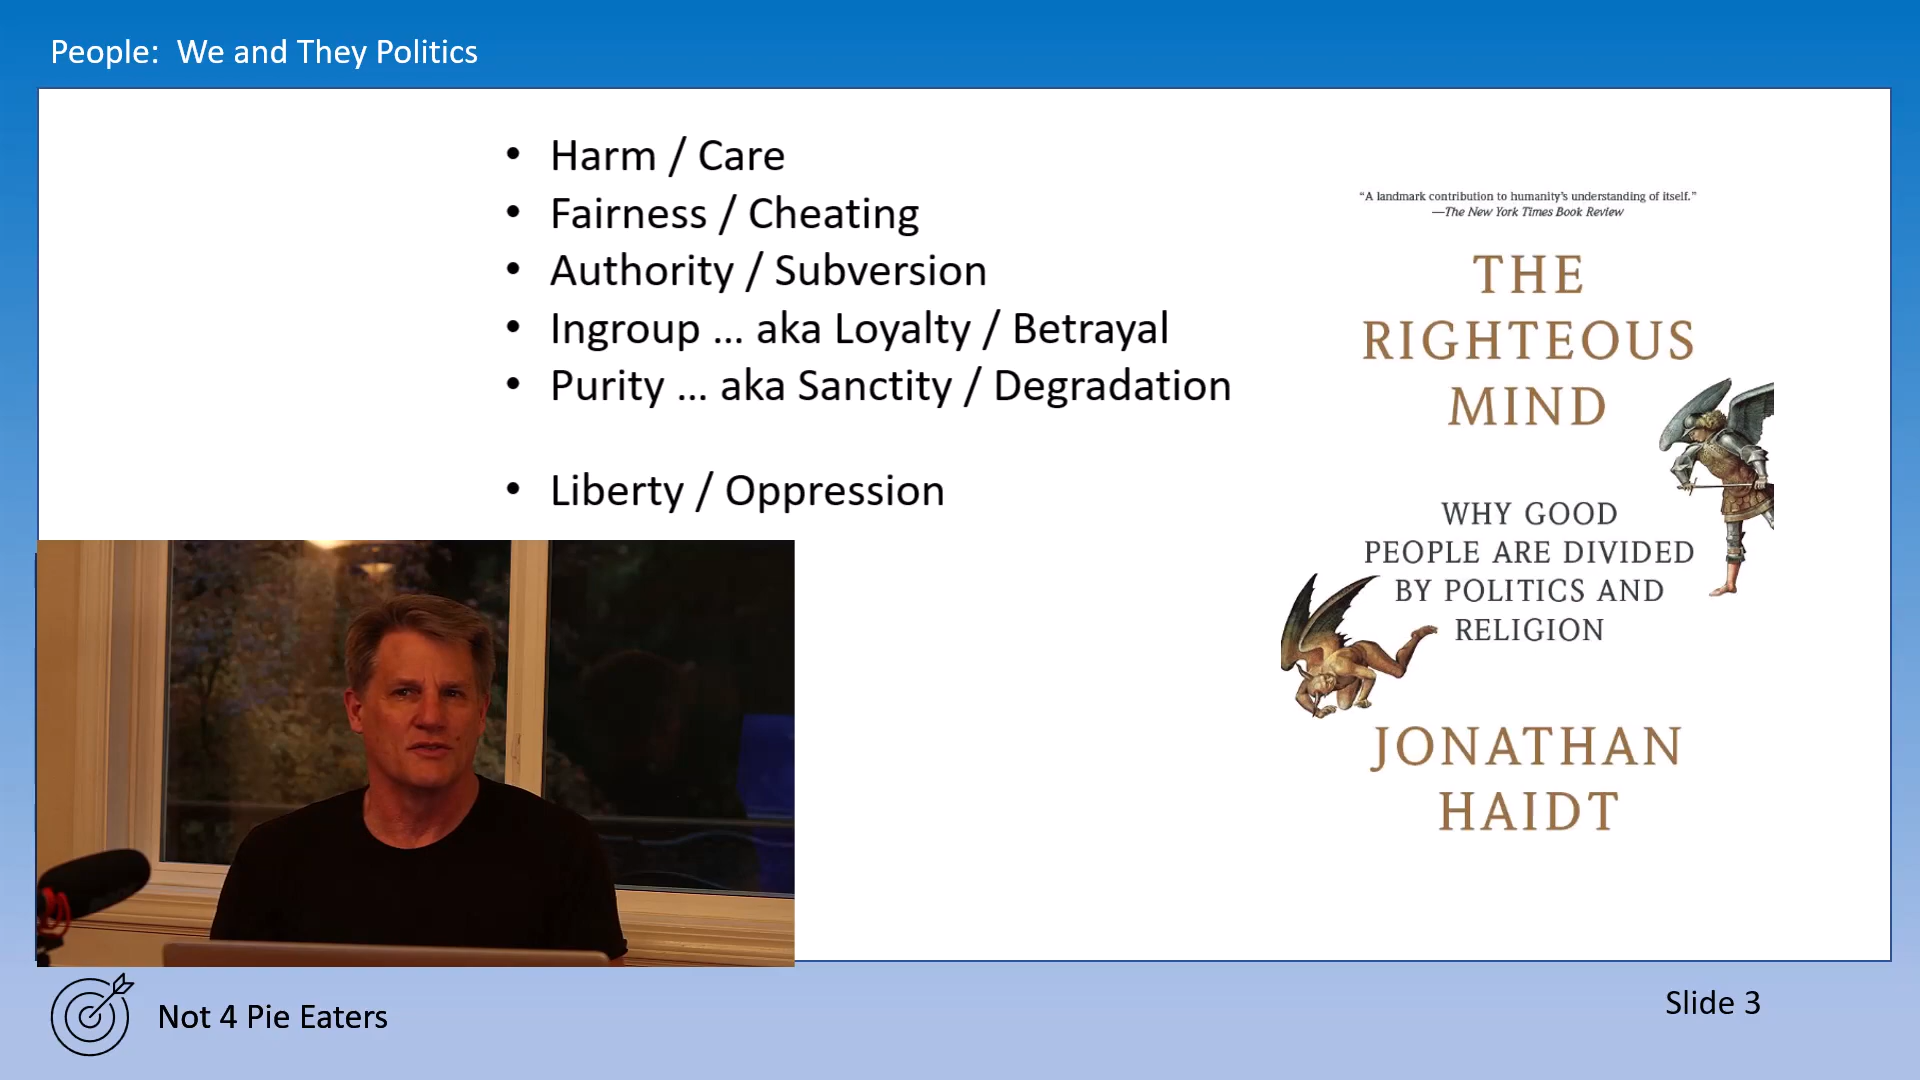 People:  We and They Politics
• Harm / Care
• Fairness / Cheating
• Authority / Subversion
• Ingroup ... aka Loyalty / Betrayal
• Purity ... aka Sanctity / Degradation
• Liberty / Oppression
“A landmark contribution to humanity’s understanding of itself.”
—The New York Times Book Review
THE
RIGHTEOUS
MIND
WHY GOOD
PEOPLE ARE DIVIDED
BY POLITICS AND
RELIGION
JONATHAN
HAIDT
Not 4 Pie Eaters
Slide 3